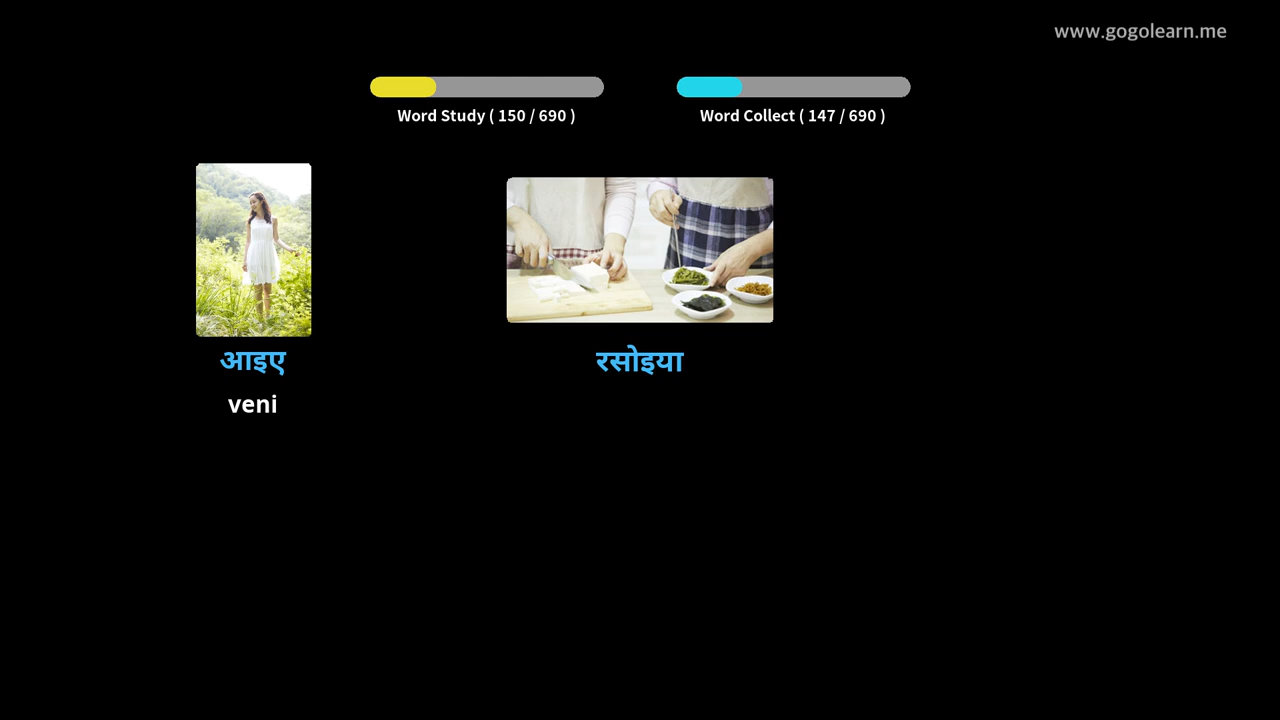 www.gogolearn.me
Word Study ( 150 / 690 )
Word Collect ( 147 / 690 )
आइए
रसोइया
veni